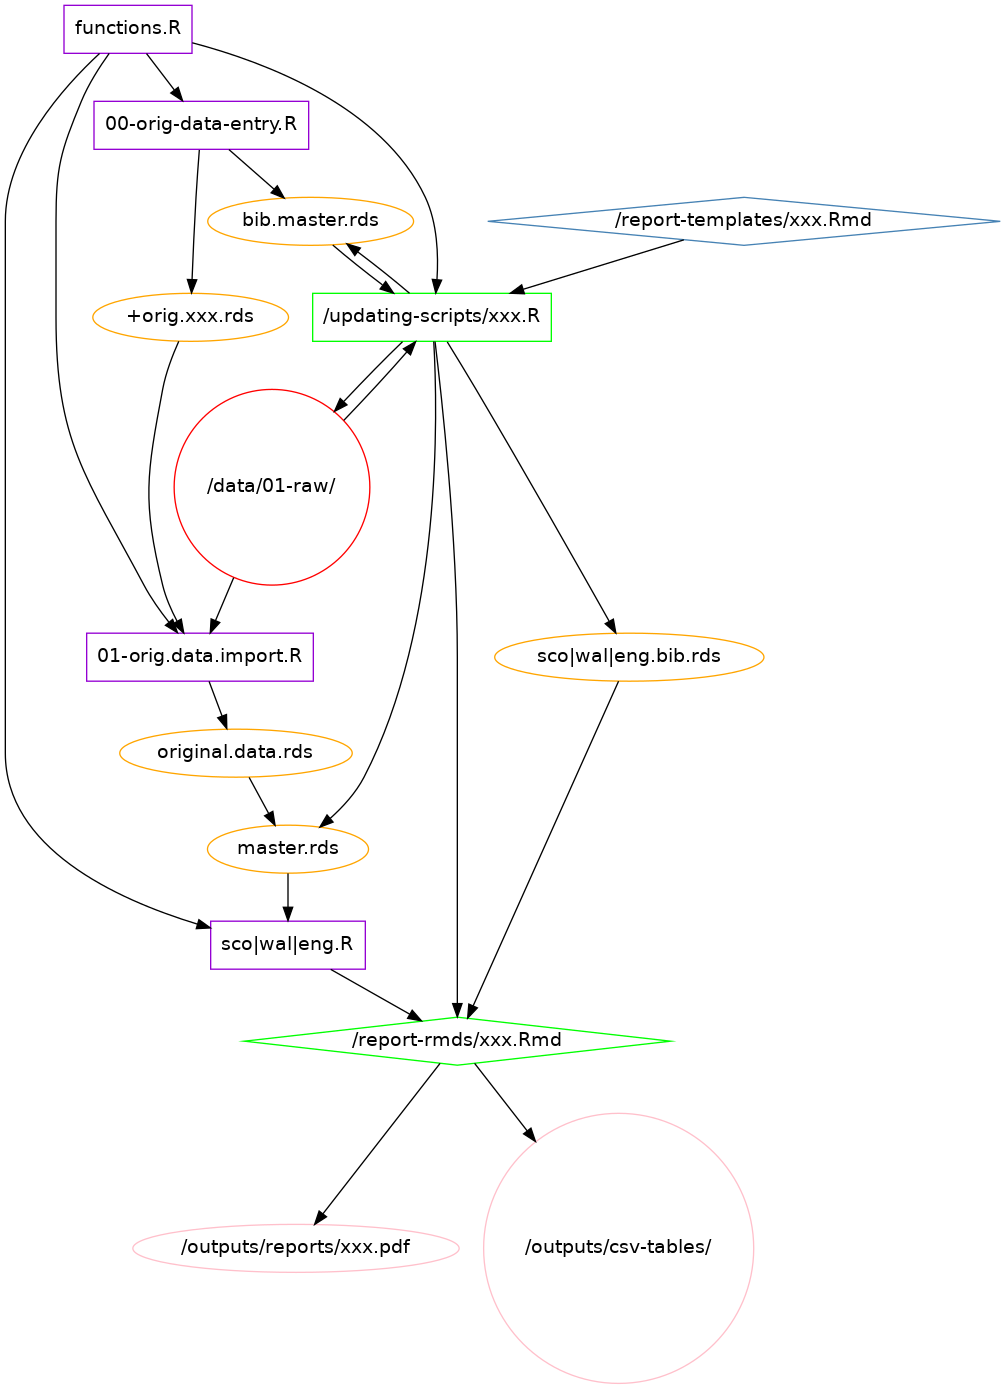 functions.R
00-orig-data-entry.R
bib.master.rds
/report-templates/xxx.Rmd
+orig.xxx.rds
/updating-scripts/xxx.R
/data/01-raw/
01-orig.data.import.R
sco|wal|eng.bib.rds
original.data.rds
master.rds
sco|wal|eng.R
/report-rmds/xxx.Rmd
/outputs/reports/xxx.pdf
/outputs/csv-tables/